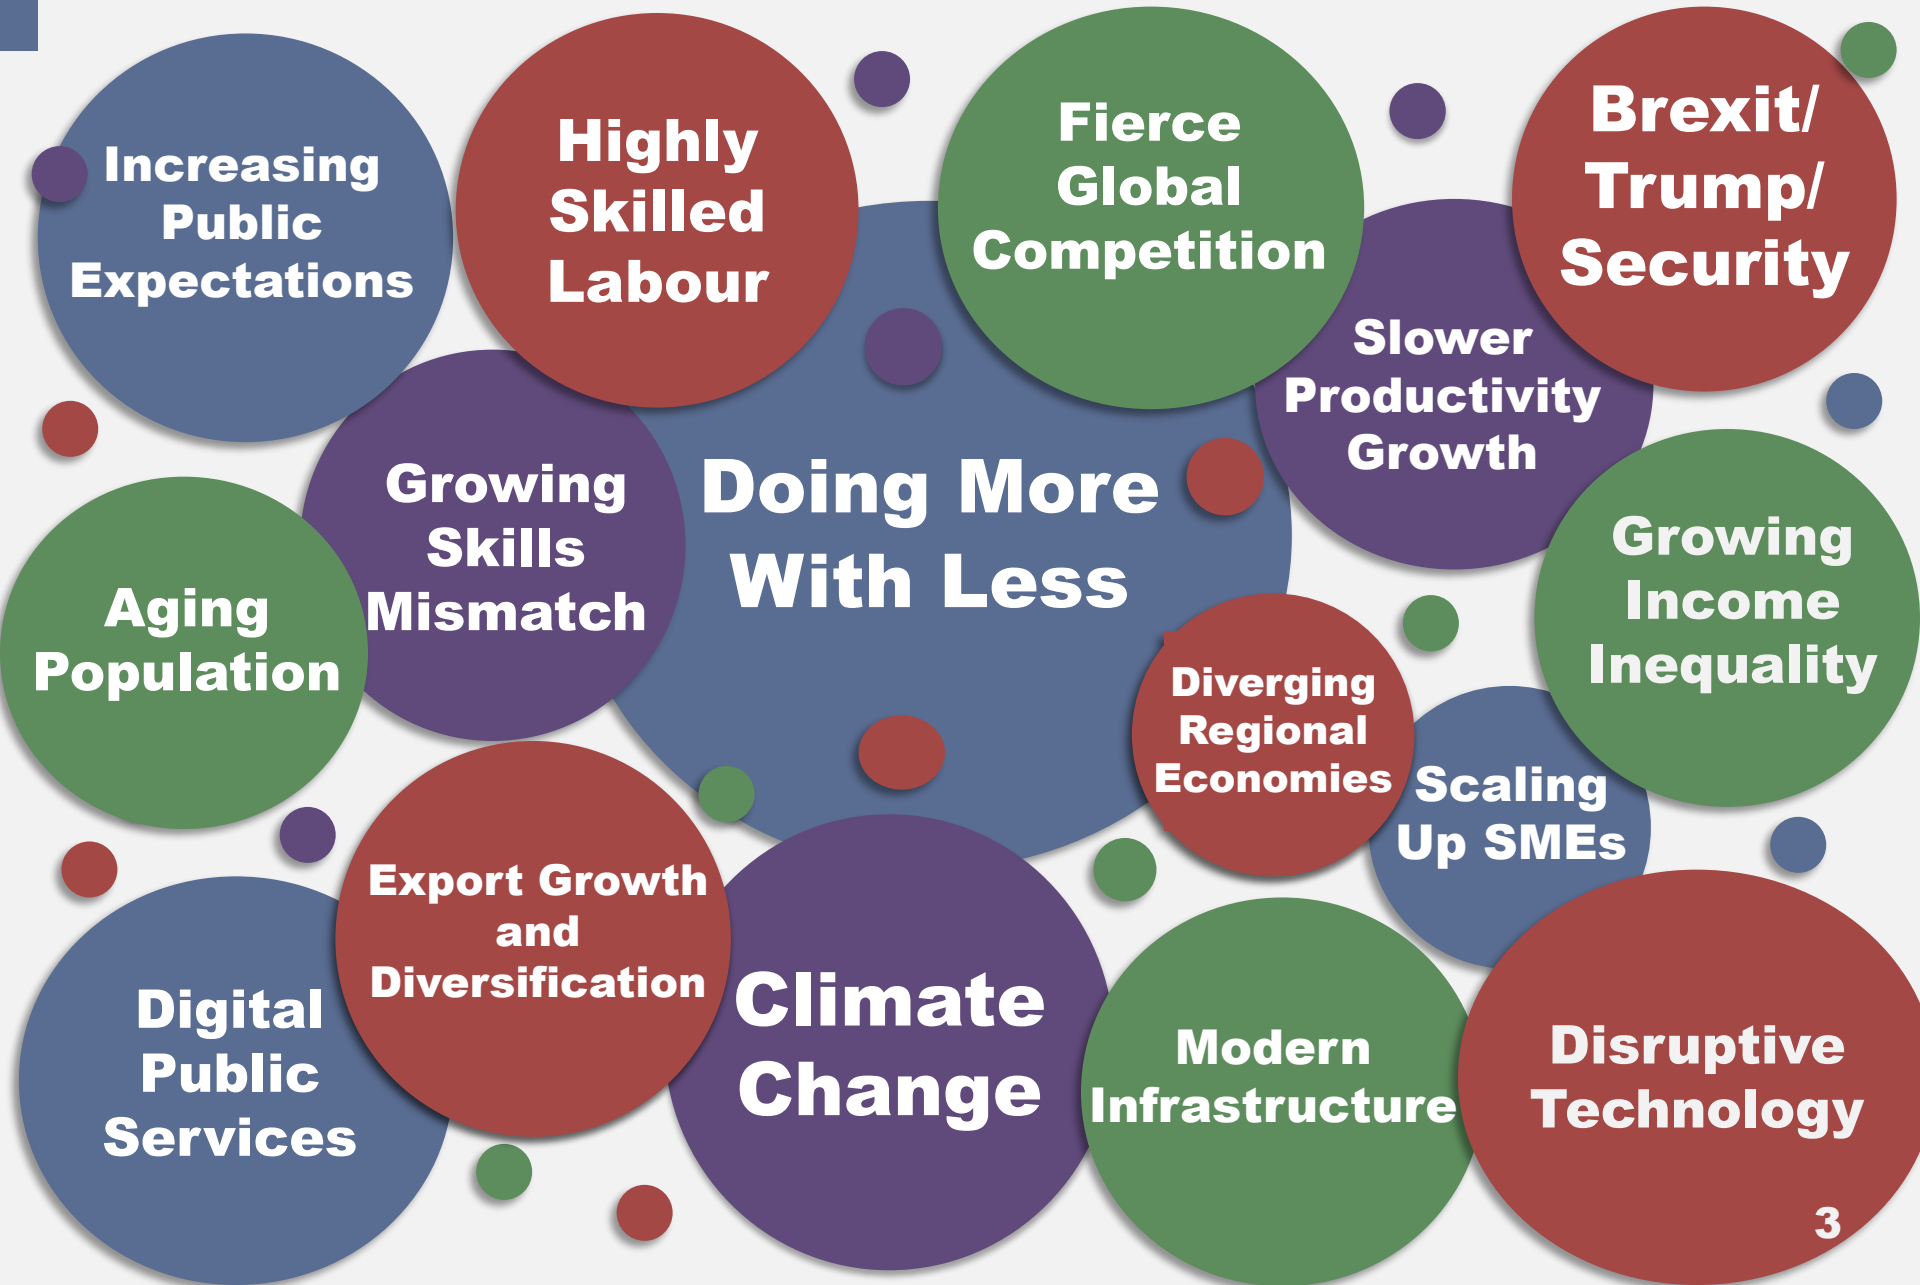 Increasing
Public
Expectations
Highly
Skilled
Labour
Fierce
Global
Competition
Brexit/
Trump/
Security
Slower
Productivity
Growth
Growing
Skills
Mismatch
Doing More
With Less
Growing
Income
Inequality
Aging
Population
Diverging
Regional
Economies
Scaling
Up SMEs
Export Growth
and
Diversification
Digital
Public
Services
Climate
Change
Modern
Infrastructure
Disruptive
Technology
3